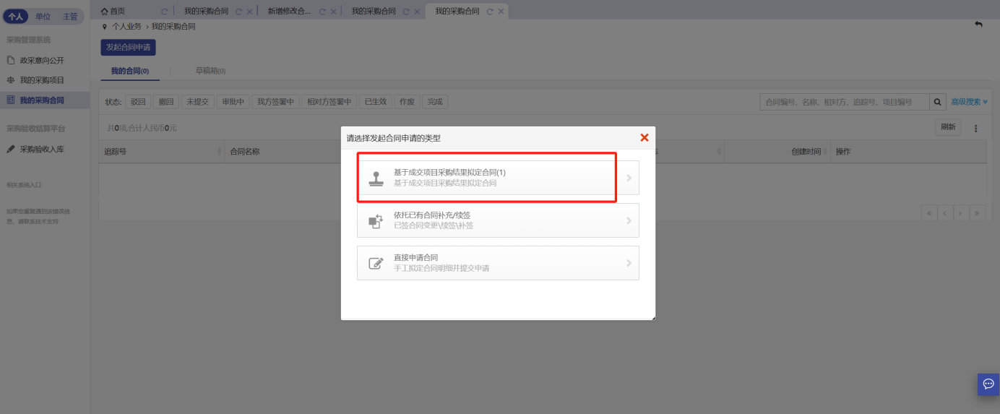 个人 单位 主管
首页 我的采购合同 新增修改合... 我的采购合同 我的采购合同
个人业务 › 我的采购合同
采购管理系统
政采意向公开
我的采购项目
我的采购合同
采购验收结算平台
采购验收入库
相关系统入口
如果您重复遇到该错误信
息，请联系技术支持
发起合同申请
我的合同(0) 草稿箱(0)
状态: 驳回 撤回 未提交 审批中 我方签署中 相对方签署中 已生效 作废 完成
合同编号、名称、相对方、追踪号、项目编号 高级搜索
共0项,合计人民币0元 刷新
追踪号 合同名称 创建时间 操作
« ‹ › »
请选择发起合同申请的类型
基于成交项目采购结果拟定合同(1)
基于成交项目采购结果拟定合同
依托已有合同补充/续签
已签合同变更\续签\补签
直接申请合同
手工拟定合同明细并提交申请